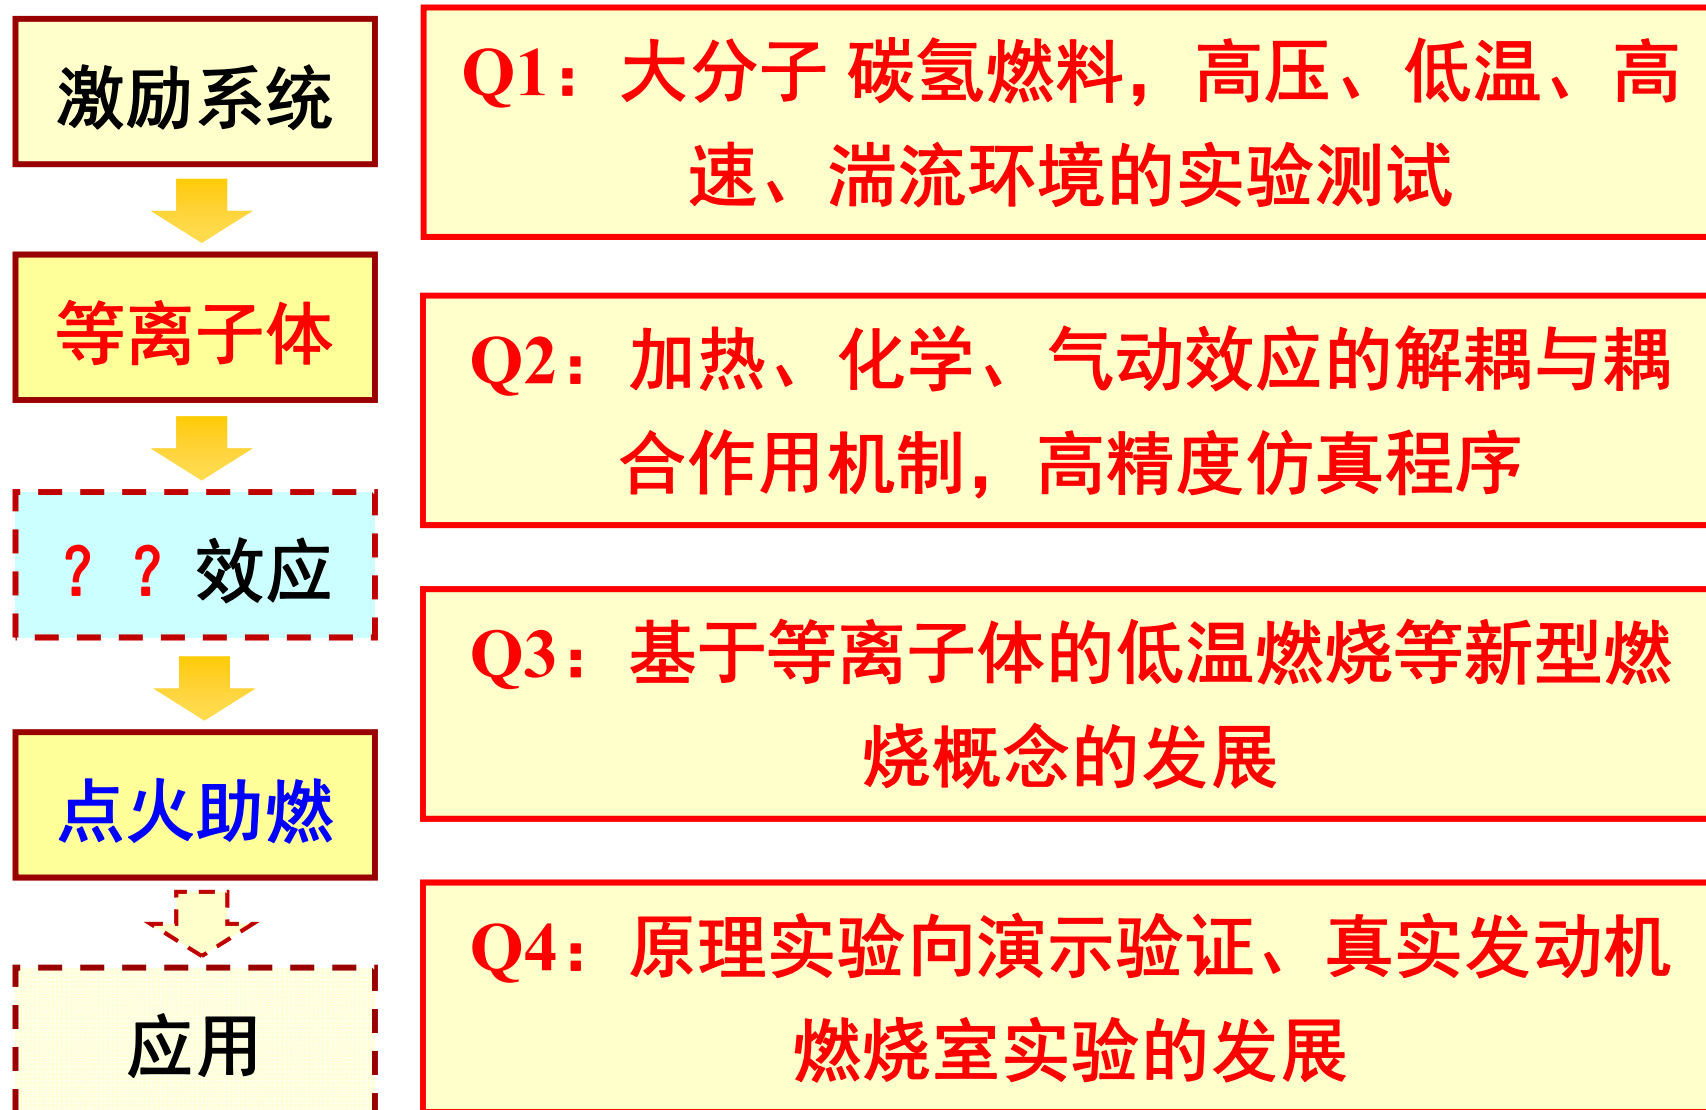 激励系统
等离子体
？？效应
点火助燃
应用
Q1：大分子 碳氢燃料，高压、低温、高
速、湍流环境的实验测试
Q2：加热、化学、气动效应的解耦与耦
合作用机制，高精度仿真程序
Q3：基于等离子体的低温燃烧等新型燃
烧概念的发展
Q4：原理实验向演示验证、真实发动机
燃烧室实验的发展